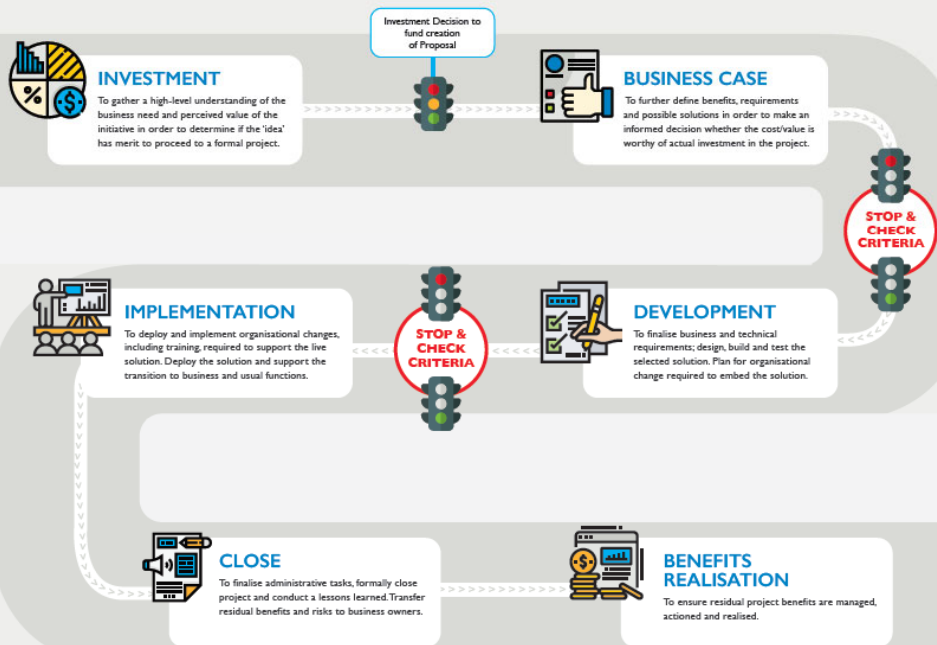 Investment Decision to
fund creation
of Proposal
INVESTMENT
To gather a high-level understanding of the
business need and perceived value of the
initiative in order to determine if the ‘idea’
has merit to proceed to a formal project.
%
$
BUSINESS CASE
To further define benefits, requirements
and possible solutions in order to make an
informed decision whether the cost/value is
worthy of actual investment in the project.
STOP &
CHECK
CRITERIA
DEVELOPMENT
To finalise business and technical
requirements; design, build and test the
selected solution. Plan for organisational
change required to embed the solution.
STOP &
CHECK
CRITERIA
IMPLEMENTATION
To deploy and implement organisational changes,
including training, required to support the live
solution. Deploy the solution and support the
transition to business and usual functions.
CLOSE
To finalise administrative tasks, formally close
project and conduct a lessons learned. Transfer
residual benefits and risks to business owners.
$
BENEFITS
REALISATION
To ensure residual project benefits are managed,
actioned and realised.